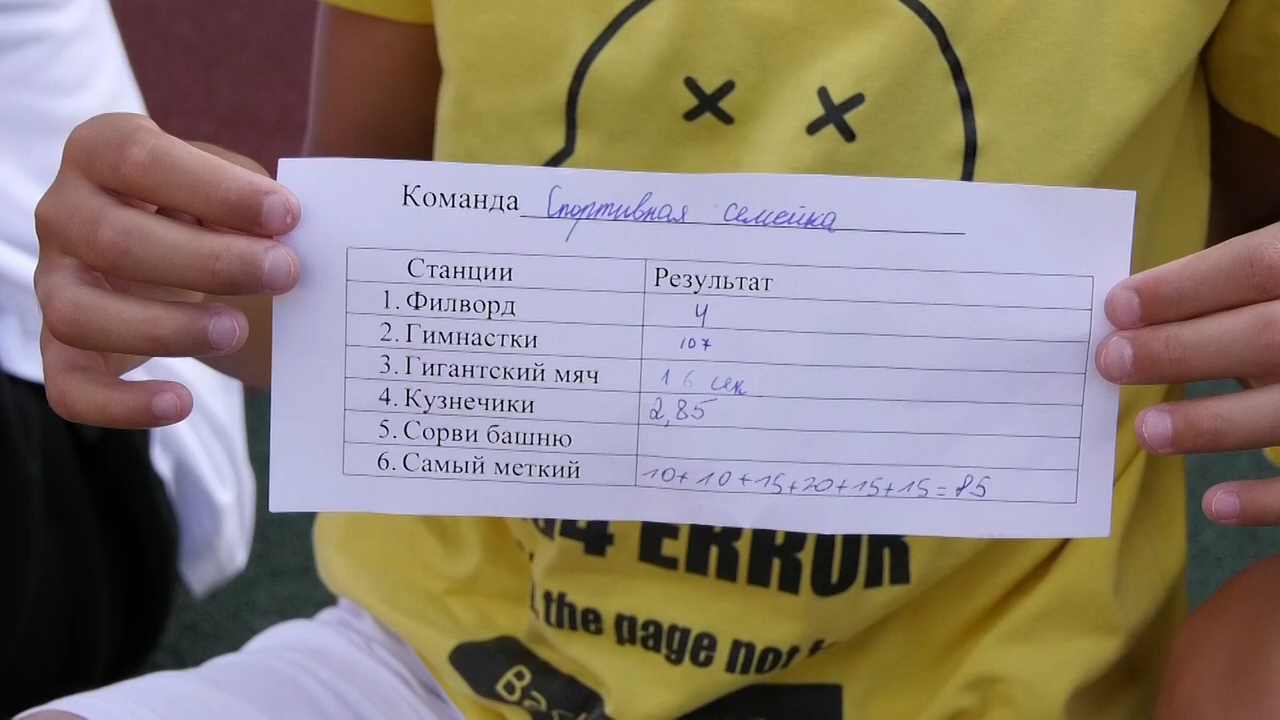 Команда Спортивная семейка
Станции Результат
1. Филворд 4
2. Гимнастки 107
3. Гигантский мяч 16 сек
4. Кузнечики 2,85
5. Сорви башню
6. Самый меткий 10+10+15+20+15+15=85
04 ERROR
the page not